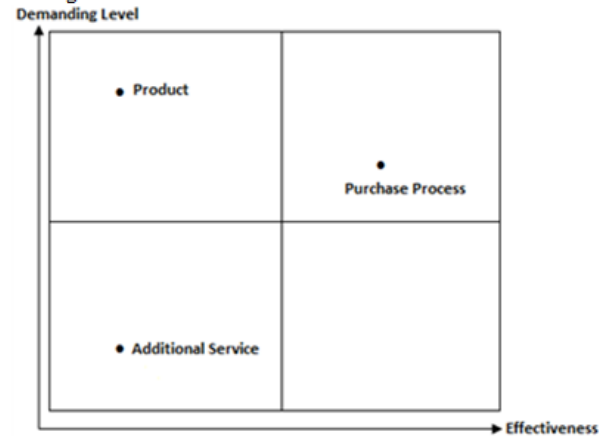 Demanding Level
Product
Purchase Process
Additional Service
Effectiveness